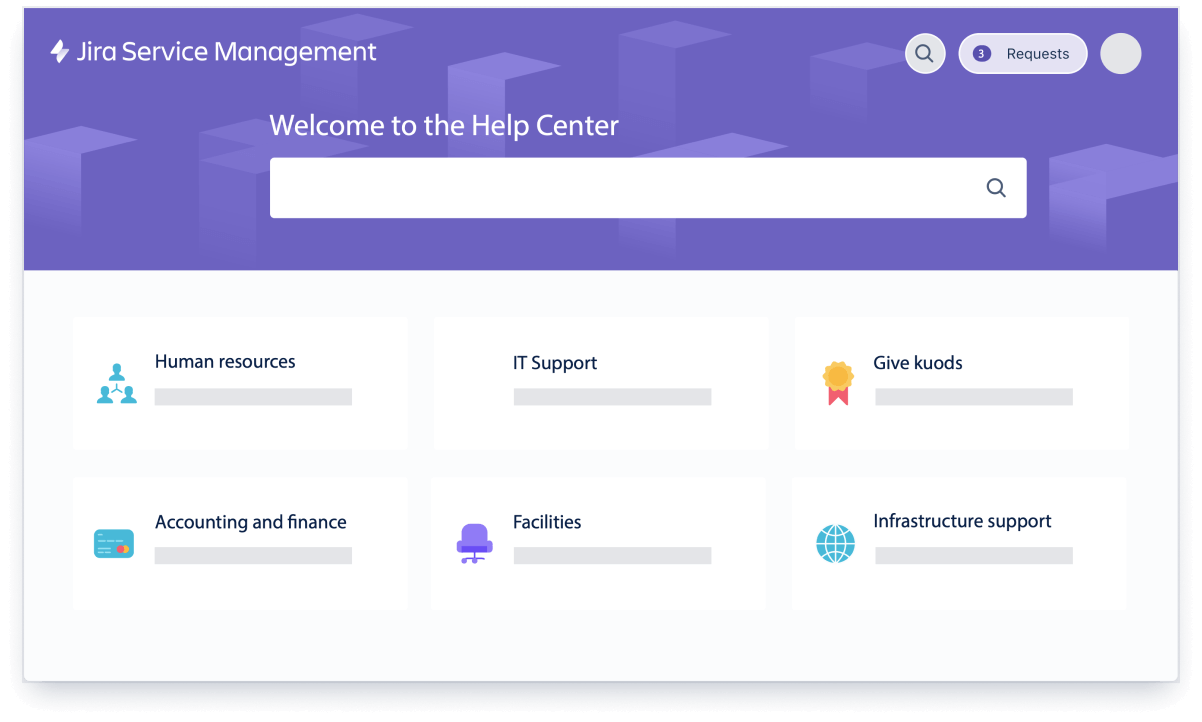 Jira Service Management
3 Requests
Welcome to the Help Center
Human resources
IT Support
Give kuods
Accounting and finance
Facilities
Infrastructure support